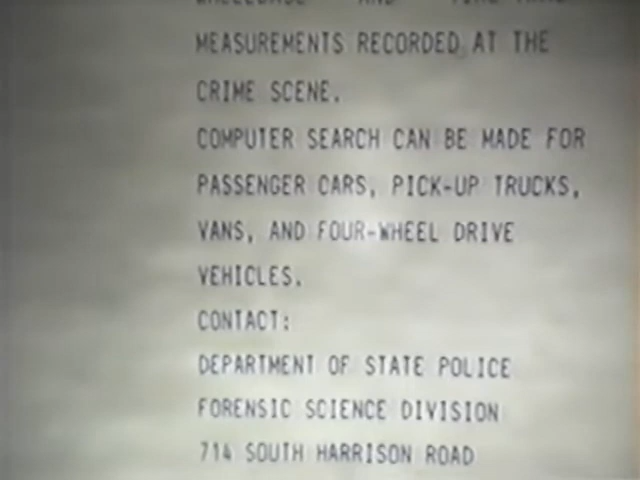 MEASUREMENTS RECORDED AT THE
CRIME SCENE.
COMPUTER SEARCH CAN BE MADE FOR
PASSENGER CARS, PICK-UP TRUCKS,
VANS, AND FOUR-WHEEL DRIVE
VEHICLES.
CONTACT:
DEPARTMENT OF STATE POLICE
FORENSIC SCIENCE DIVISION
714 SOUTH HARRISON ROAD